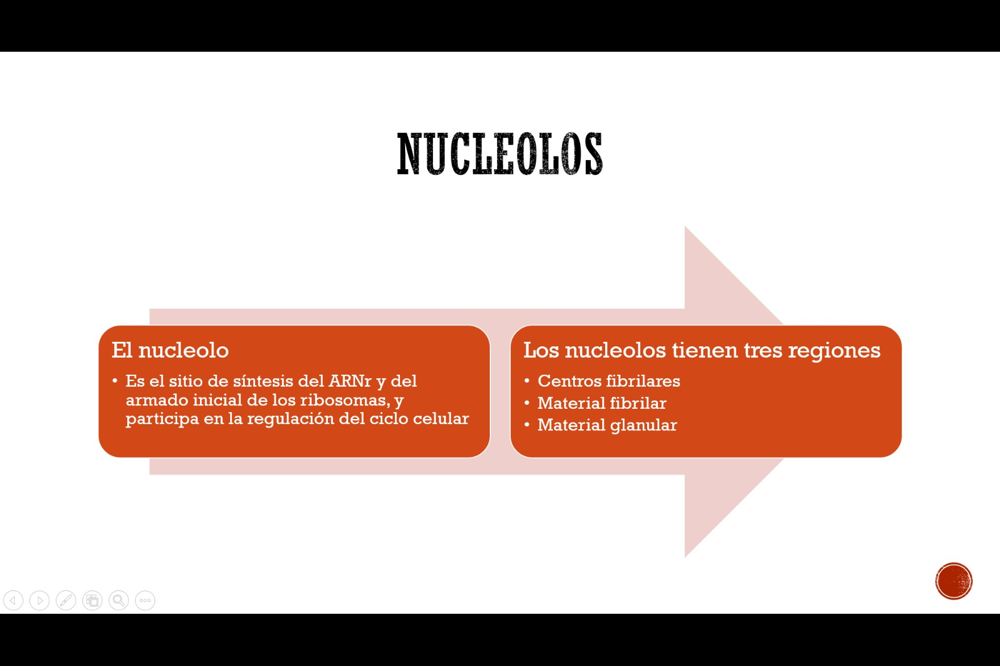 NUCLEOLOS
El nucleolo
• Es el sitio de síntesis del ARNr y del
armado inicial de los ribosomas, y
participa en la regulación del ciclo celular
Los nucleolos tienen tres regiones
• Centros fibrilares
• Material fibrilar
• Material glanular